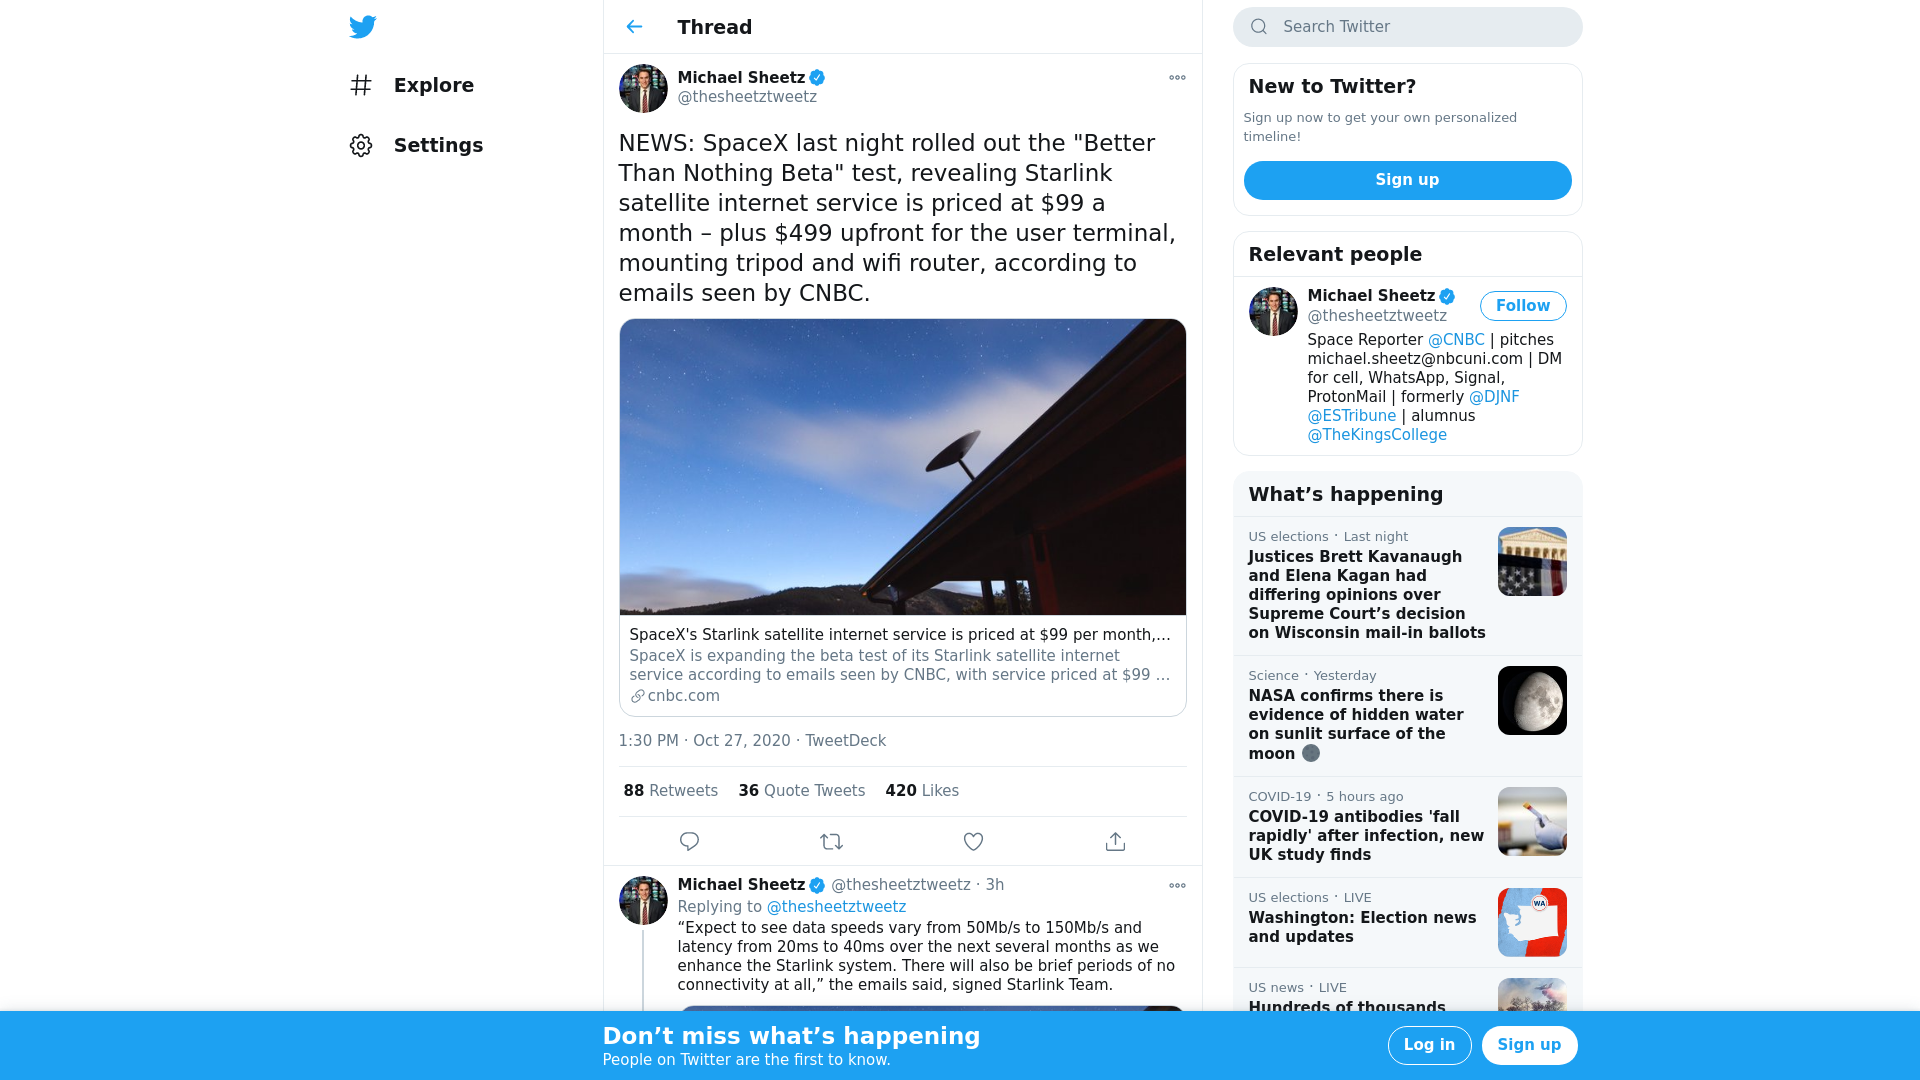 Explore
Settings
Thread
Michael Sheetz
@thesheetztweetz
NEWS: SpaceX last night rolled out the "Better
Than Nothing Beta" test, revealing Starlink
satellite internet service is priced at $99 a
month – plus $499 upfront for the user terminal,
mounting tripod and wifi router, according to
emails seen by CNBC.
SpaceX's Starlink satellite internet service is priced at $99 per month,...
SpaceX is expanding the beta test of its Starlink satellite internet
service according to emails seen by CNBC, with service priced at $99 ...
cnbc.com
1:30 PM · Oct 27, 2020 · TweetDeck
88 Retweets 36 Quote Tweets 420 Likes
Michael Sheetz @thesheetztweetz · 3h
Replying to @thesheetztweetz
“Expect to see data speeds vary from 50Mb/s to 150Mb/s and
latency from 20ms to 40ms over the next several months as we
enhance the Starlink system. There will also be brief periods of no
connectivity at all,” the emails said, signed Starlink Team.
Search Twitter
New to Twitter?
Sign up now to get your own personalized
timeline!
Sign up
Relevant people
Michael Sheetz
@thesheetztweetz
Follow
Space Reporter @CNBC | pitches
michael.sheetz@nbcuni.com | DM
for cell, WhatsApp, Signal,
ProtonMail | formerly @DJNF
@ESTribune | alumnus
@TheKingsCollege
What’s happening
US elections · Last night
Justices Brett Kavanaugh
and Elena Kagan had
differing opinions over
Supreme Court’s decision
on Wisconsin mail-in ballots
Science · Yesterday
NASA confirms there is
evidence of hidden water
on sunlit surface of the
moon
COVID-19 · 5 hours ago
COVID-19 antibodies 'fall
rapidly' after infection, new
UK study finds
US elections · LIVE
Washington: Election news
and updates
WA
US news · LIVE
Hundreds of thousands
Don’t miss what’s happening
People on Twitter are the first to know.
Log in
Sign up